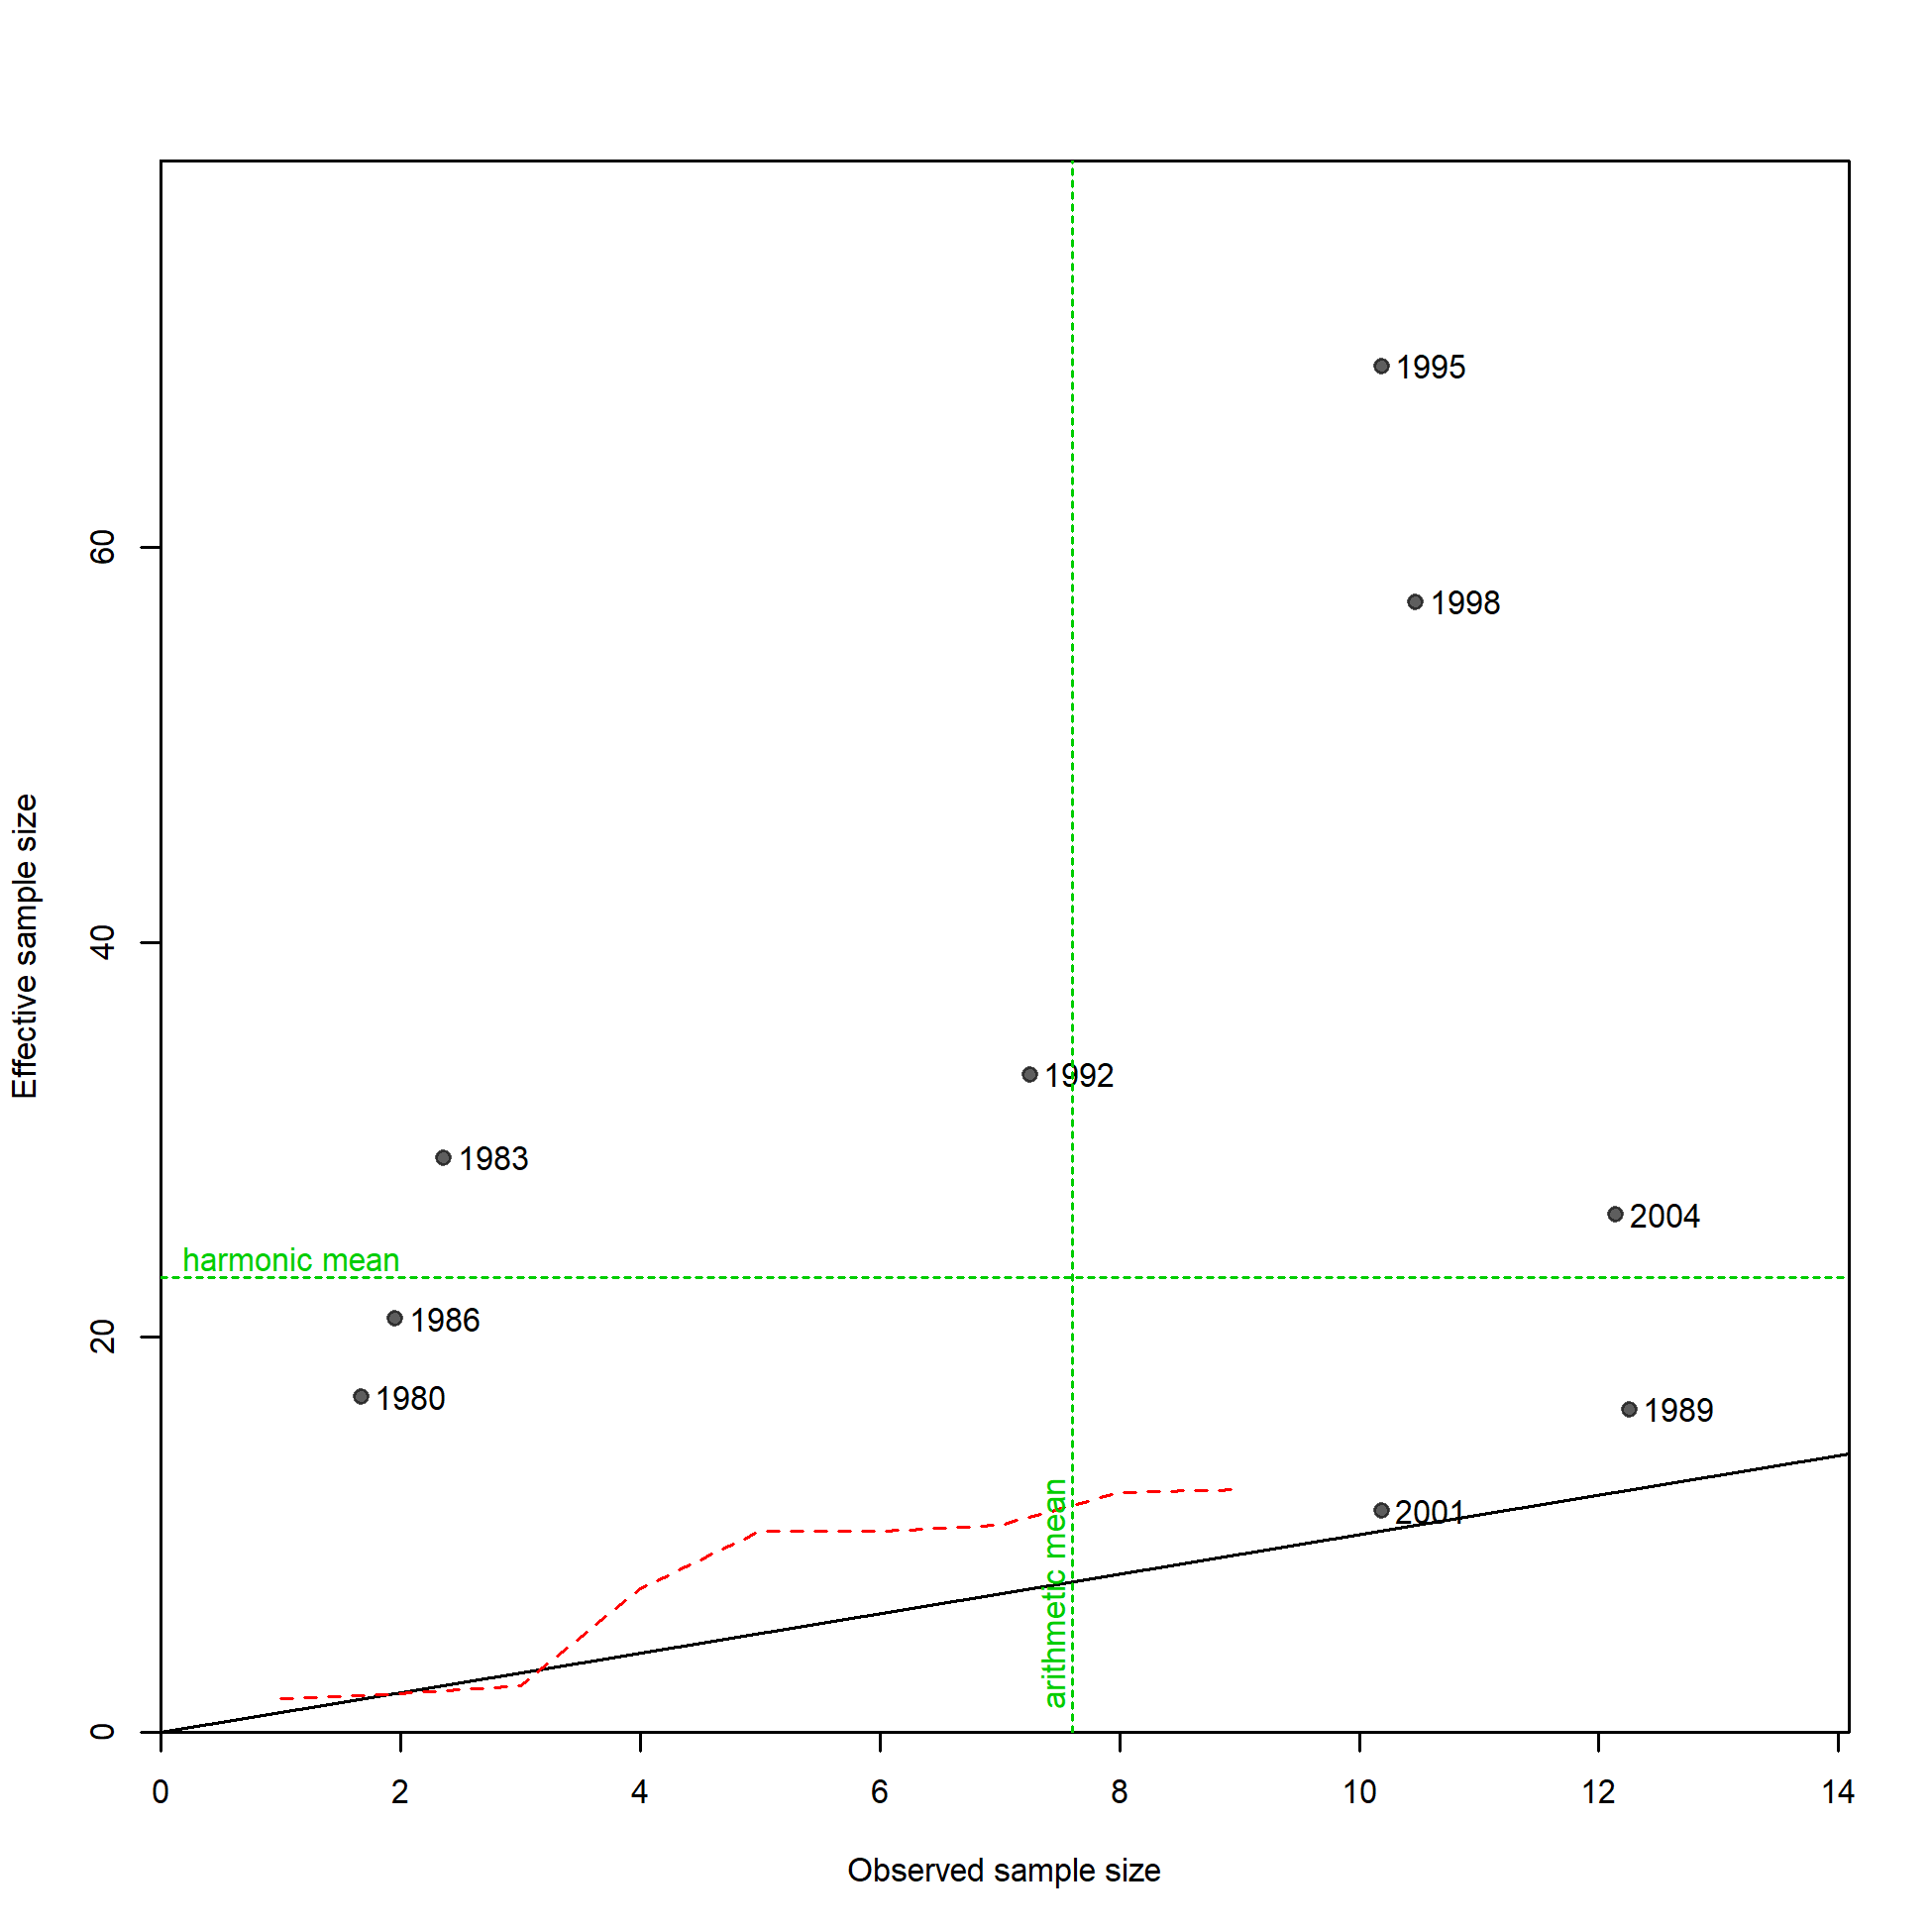 1995
1998
1992
1983
2004
harmonic mean
1986
1980
1989
2001
arithmetic mean
Effective sample size
60
40
20
0
0 2 4 6 8 10 12 14
Observed sample size